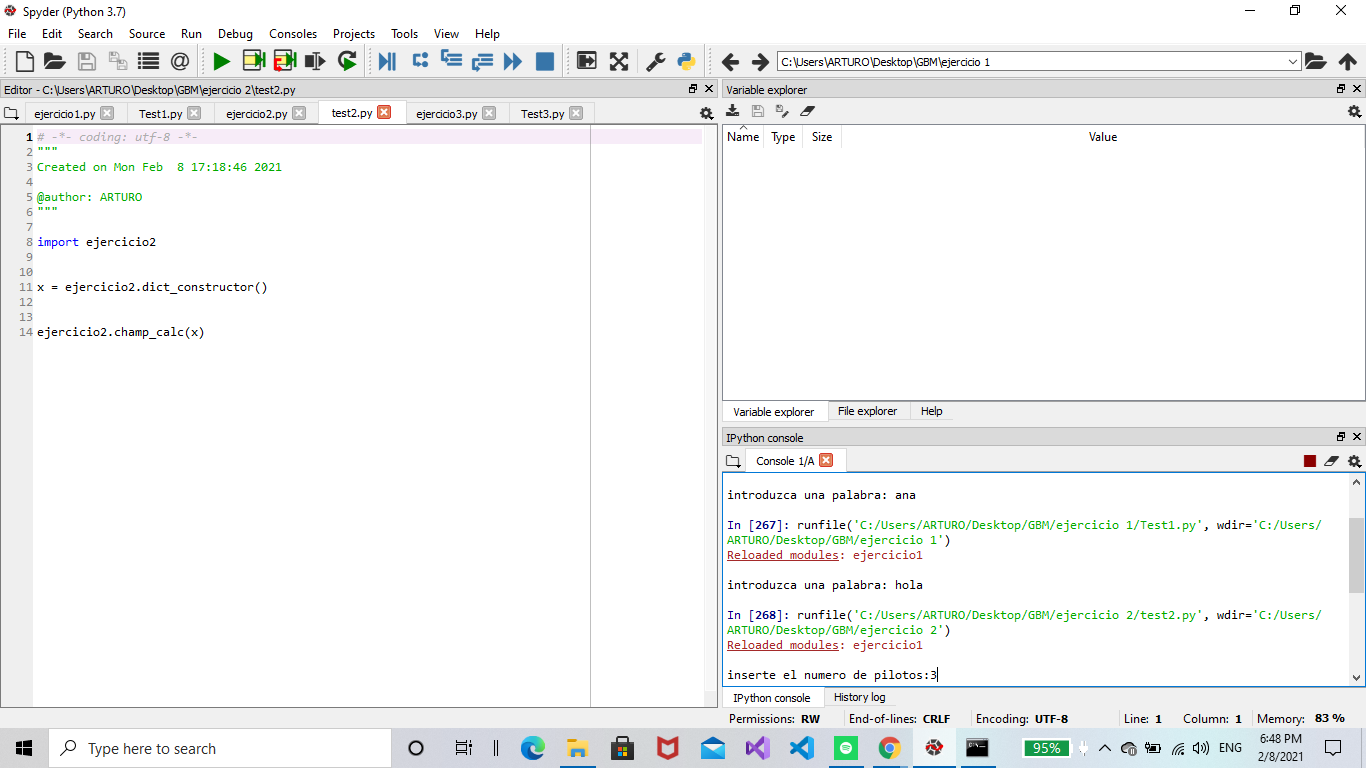 Spyder (Python 3.7)
File Edit Search Source Run Debug Consoles Projects Tools View Help
C:\Users\ARTURO\Desktop\GBM\ejercicio 1
Editor - C:\Users\ARTURO\Desktop\GBM\ejercicio 2\test2.py
ejercicio1.py Test1.py ejercicio2.py test2.py ejercicio3.py Test3.py
1 # -*- coding: utf-8 -*-
2 """
3 Created on Mon Feb  8 17:18:46 2021
4
5 @author: ARTURO
6 """
7
8 import ejercicio2
9
10
11 x = ejercicio2.dict_constructor()
12
13
14 ejercicio2.champ_calc(x)
Variable explorer
Name Type Size Value
Variable explorer File explorer Help
IPython console
Console 1/A
introduzca una palabra: ana
In [267]: runfile('C:/Users/ARTURO/Desktop/GBM/ejercicio 1/Test1.py', wdir='C:/Users/
ARTURO/Desktop/GBM/ejercicio 1')
Reloaded modules: ejercicio1
introduzca una palabra: hola
In [268]: runfile('C:/Users/ARTURO/Desktop/GBM/ejercicio 2/test2.py', wdir='C:/Users/
ARTURO/Desktop/GBM/ejercicio 2')
Reloaded modules: ejercicio1
inserte el numero de pilotos:3
IPython console History log
Permissions: RW End-of-lines: CRLF Encoding: UTF-8 Line: 1 Column: 1 Memory: 83 %
Type here to search
95%
ENG
6:48 PM
2/8/2021